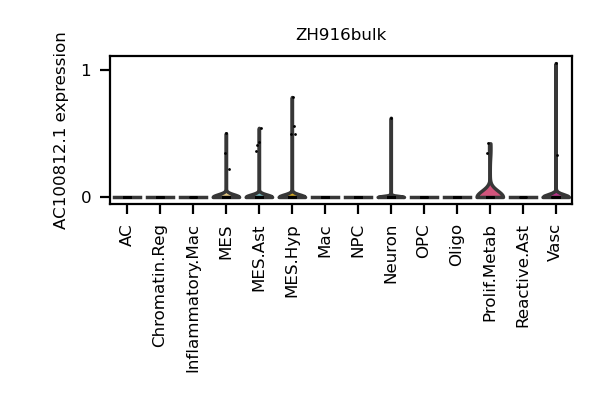 ZH916bulk
AC100812.1 expression
1
0
AC
Chromatin.Reg
Inflammatory.Mac
MES
MES.Ast
MES.Hyp
Mac
NPC
Neuron
OPC
Oligo
Prolif.Metab
Reactive.Ast
Vasc